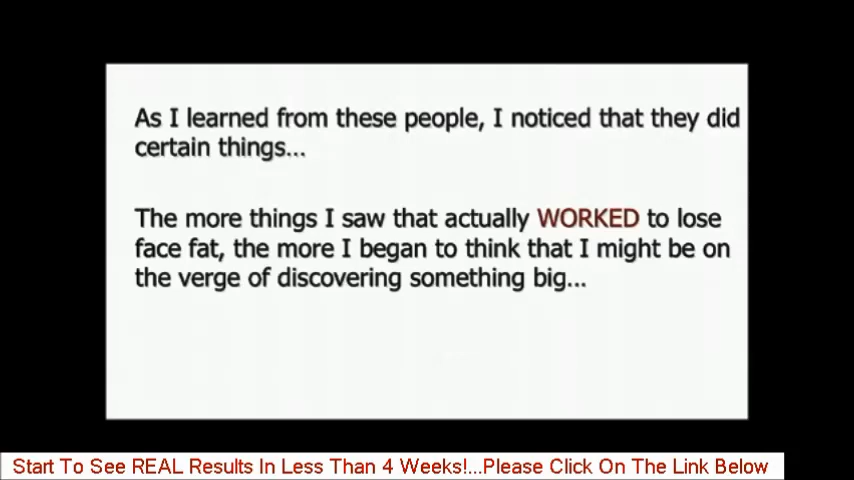 As I learned from these people, I noticed that they did
certain things...
The more things I saw that actually WORKED to lose
face fat, the more I began to think that I might be on
the verge of discovering something big...
Start To See REAL Results In Less Than 4 Weeks!...Please Click On The Link Below